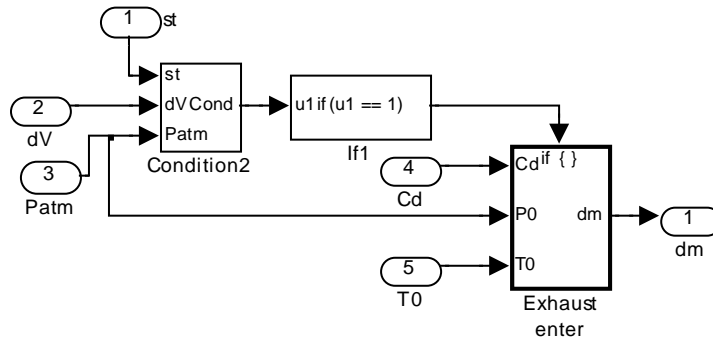 1
st
st
2
dV
dV Cond
Patm
Condition2
3
Patm
u1 if (u1 == 1)
If1
4
Cd
Cd
if { }
P0
dm
T0
5
T0
Exhaust
enter
1
dm